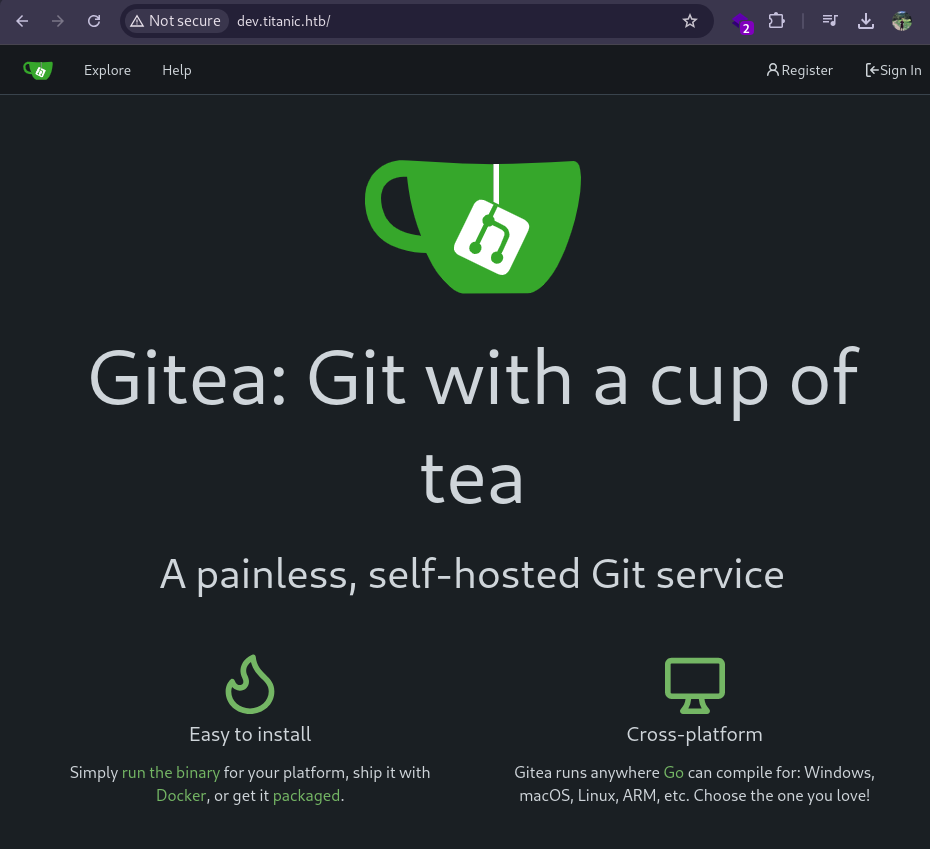 Not secure dev.titanic.htb/
2
Explore Help Register Sign In
Gitea: Git with a cup of
tea
A painless, self-hosted Git service
Easy to install
Simply run the binary for your platform, ship it with
Docker, or get it packaged.
Cross-platform
Gitea runs anywhere Go can compile for: Windows,
macOS, Linux, ARM, etc. Choose the one you love!